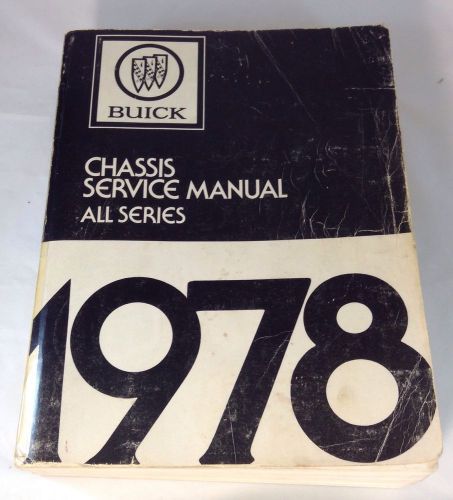 BUICK
CHASSIS
SERVICE MANUAL
ALL SERIES
1978